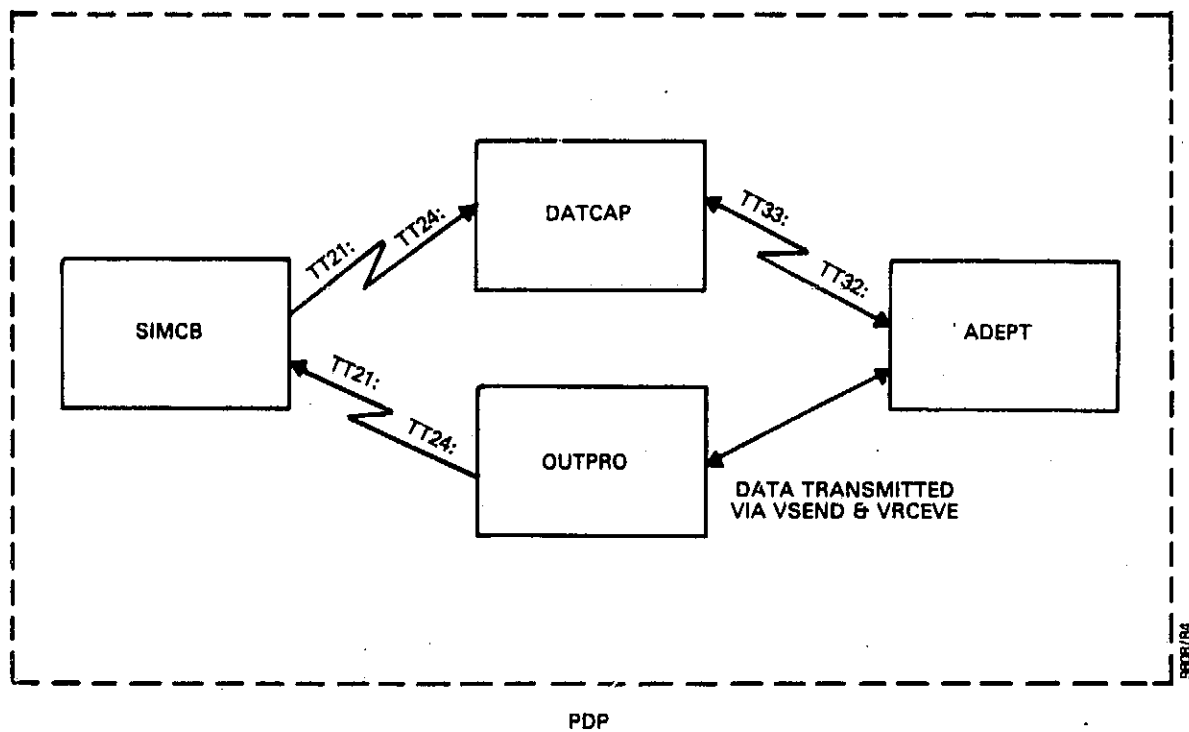 DATCAP
TT21:
TT24:
TT33:
TT32:
SIMCB
ADEPT
TT21:
TT24:
OUTPRO
DATA TRANSMITTED
VIA VSEND & VRCEVE
PDP